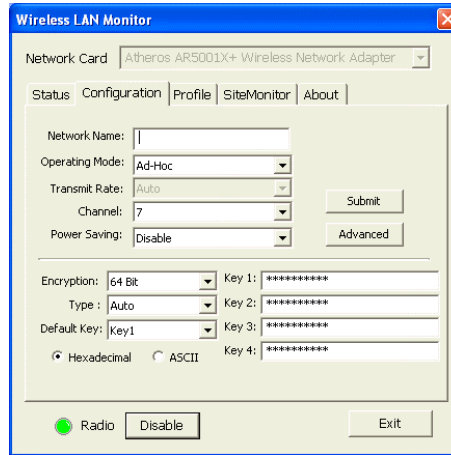 Wireless LAN Monitor
Network Card Atheros AR5001X+ Wireless Network Adapter
Status Configuration Profile SiteMonitor About
Network Name:
Operating Mode: Ad-Hoc
Transmit Rate: Auto
Channel: 7
Submit
Power Saving: Disable
Advanced
Encryption: 64 Bit Key 1: **********
Type : Auto Key 2: **********
Default Key: Key1 Key 3: **********
Hexadecimal ASCII Key 4: **********
Radio Disable Exit